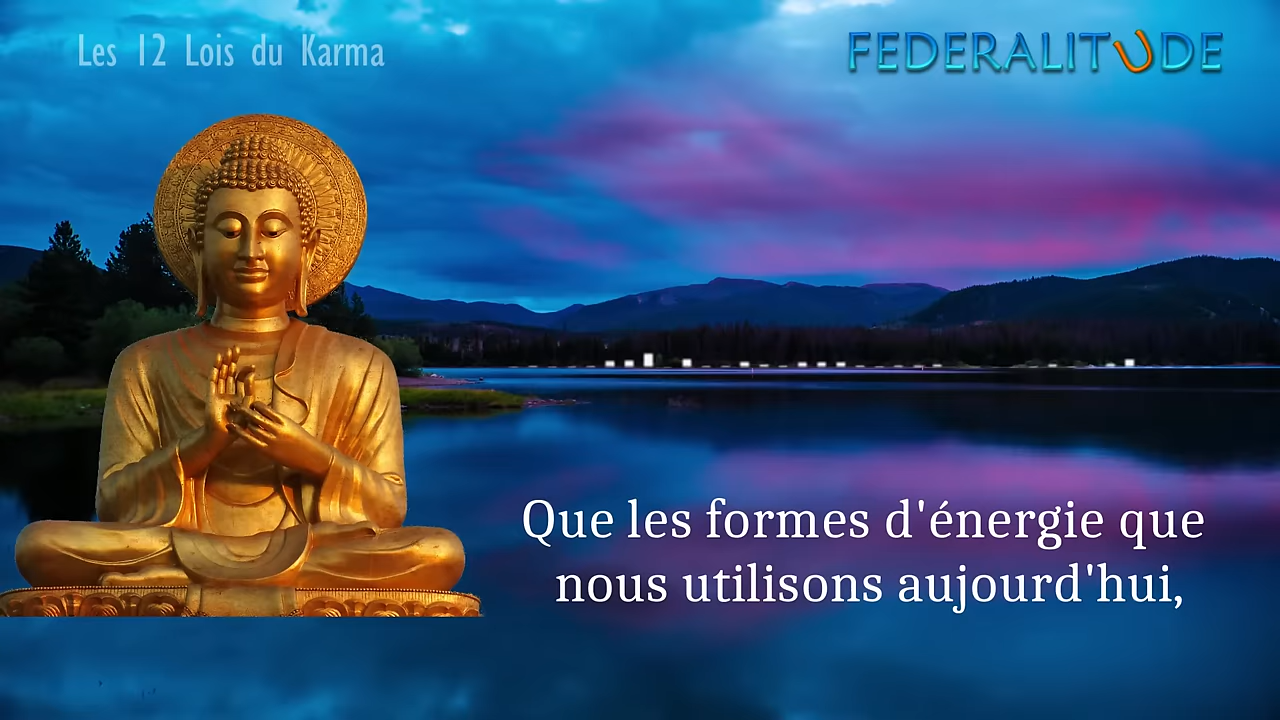 Les 12 Lois du Karma
FEDERALITUDE
Que les formes d'énergie que
nous utilisons aujourd'hui,